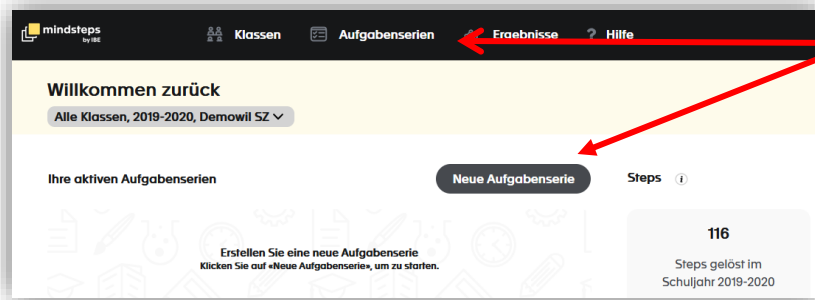 mindsteps
by IBE
Klassen Aufgabenserien Ergebnisse ? Hilfe
Willkommen zurück
Alle Klassen, 2019-2020, Demowil SZ
Ihre aktiven Aufgabenserien
Neue Aufgabenserie
Steps i
Erstellen Sie eine neue Aufgabenserie
Klicken Sie auf «Neue Aufgabenserie», um zu starten.
116
Steps gelöst im
Schuljahr 2019-2020